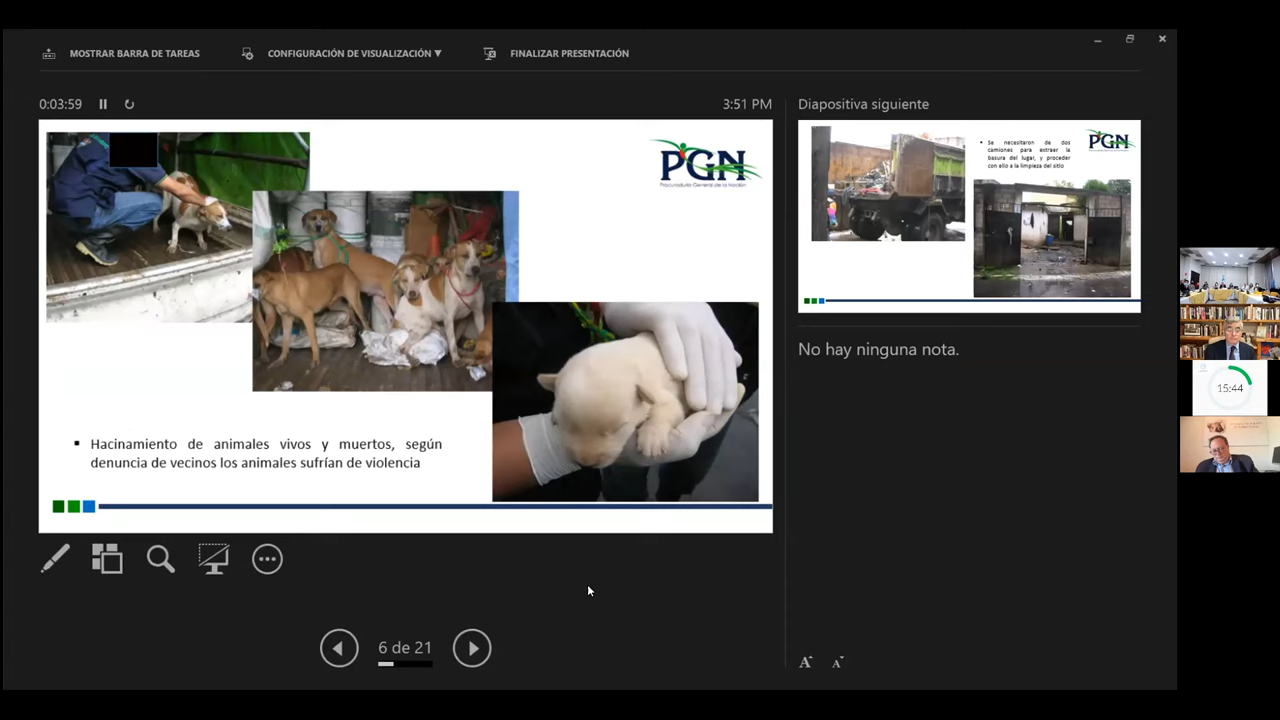 MOSTRAR BARRA DE TAREAS
CONFIGURACIÓN DE VISUALIZACIÓN ▼
FINALIZAR PRESENTACIÓN
0:03:59
3:51 PM
PGN
Procuraduría General de la Nación
Hacinamiento de animales vivos y muertos, según
denuncia de vecinos los animales sufrían de violencia
6 de 21
Diapositiva siguiente
Se necesitaron de dos
camiones para extraer la
basura del lugar, y proceder
con ello a la limpieza del sitio
PGN
No hay ninguna nota.
A A
15:44